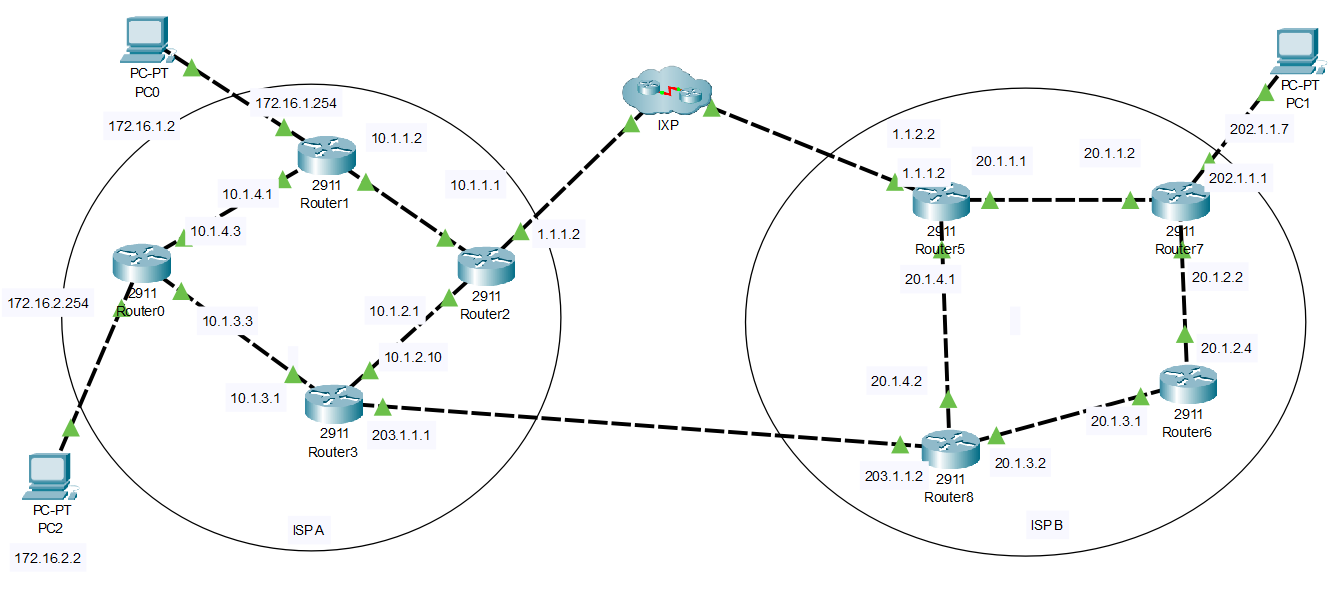 PC-PT
PC0
172.16.1.2
172.16.1.254
2911
Router1
10.1.1.2
10.1.4.1
10.1.4.3
10.1.1.1
2911
Router0
172.16.2.254
10.1.3.3
1.1.1.2
2911
Router2
10.1.2.1
10.1.2.10
10.1.3.1
2911
Router3
203.1.1.1
PC-PT
PC2
172.16.2.2
ISP A
IXP
1.1.2.2
1.1.1.2
2911
Router5
20.1.1.1
20.1.1.2
PC-PT
PC1
202.1.1.7
202.1.1.1
2911
Router7
20.1.4.1
20.1.2.2
20.1.2.4
20.1.4.2
2911
Router6
20.1.3.1
20.1.3.2
203.1.1.2
2911
Router8
ISP B